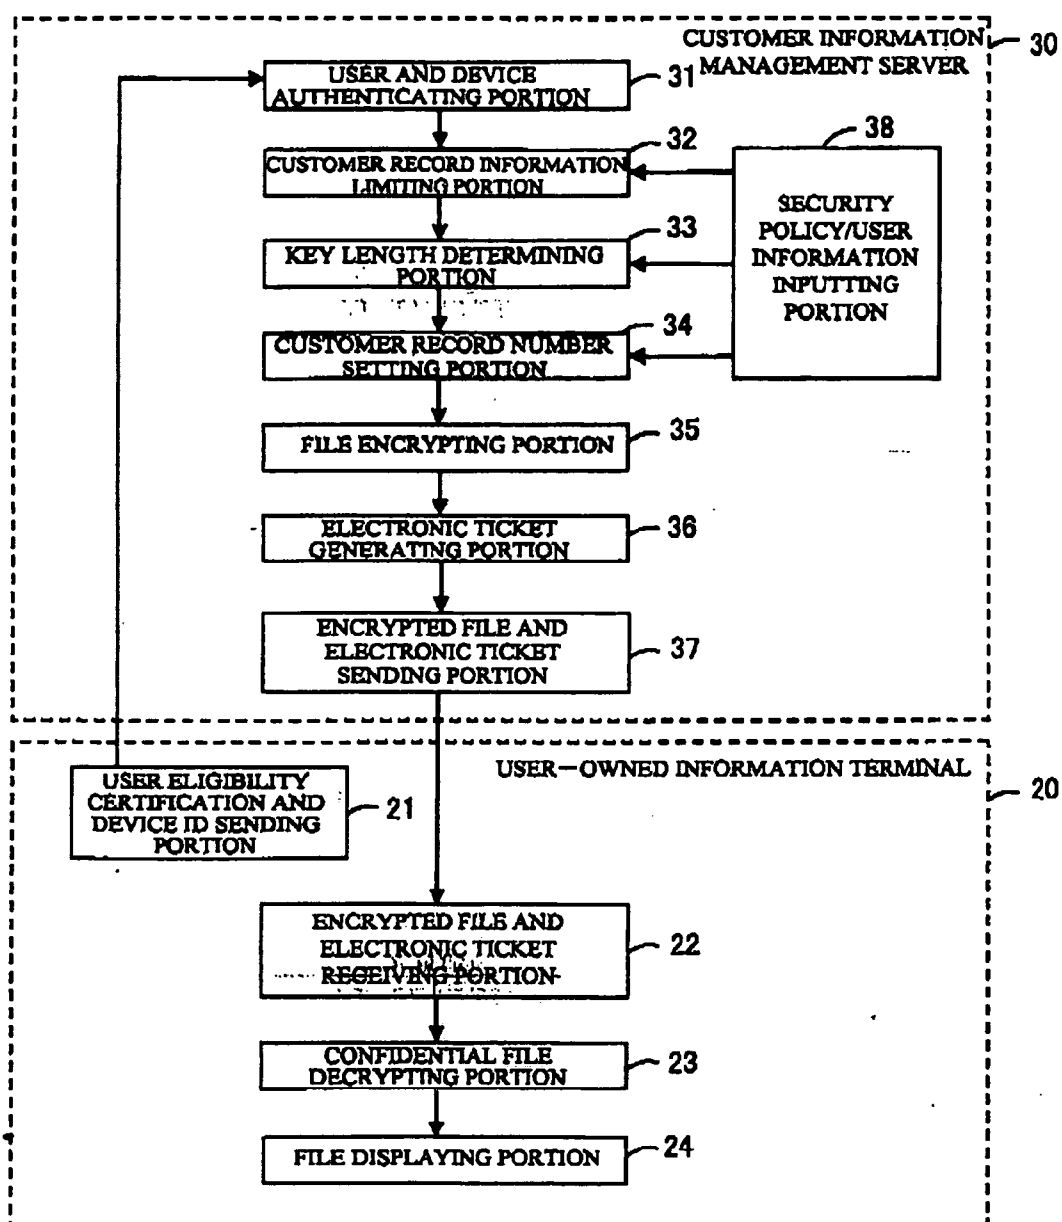 CUSTOMER INFORMATION
MANAGEMENT SERVER
30
USER AND DEVICE
AUTHENTICATING PORTION
31
CUSTOMER RECORD INFORMATION
LIMITING PORTION
32
38
SECURITY
POLICY/USER
INFORMATION
INPUTTING
PORTION
KEY LENGTH DETERMINING
PORTION
33
CUSTOMER RECORD NUMBER
SETTING PORTION
34
FILE ENCRYPTING PORTION
35
ELECTRONIC TICKET
GENERATING PORTION
36
ENCRYPTED FILE AND
ELECTRONIC TICKET
SENDING PORTION
37
USER-OWNED INFORMATION TERMINAL
20
USER ELIGIBILITY
CERTIFICATION AND
DEVICE ID SENDING
PORTION
21
ENCRYPTED FILE AND
ELECTRONIC TICKET
RECEIVING PORTION
22
CONFIDENTIAL FILE
DECRYPTING PORTION
23
FILE DISPLAYING PORTION
24